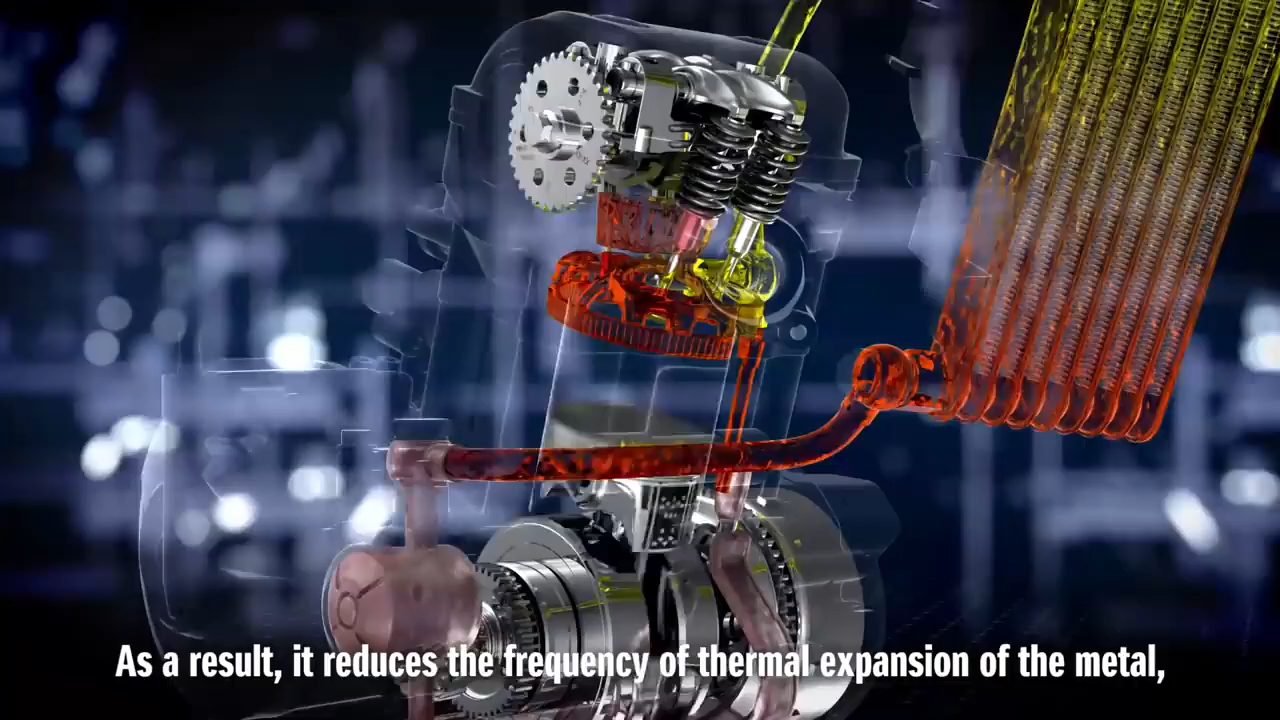 As a result, it reduces the frequency of thermal expansion of the metal,